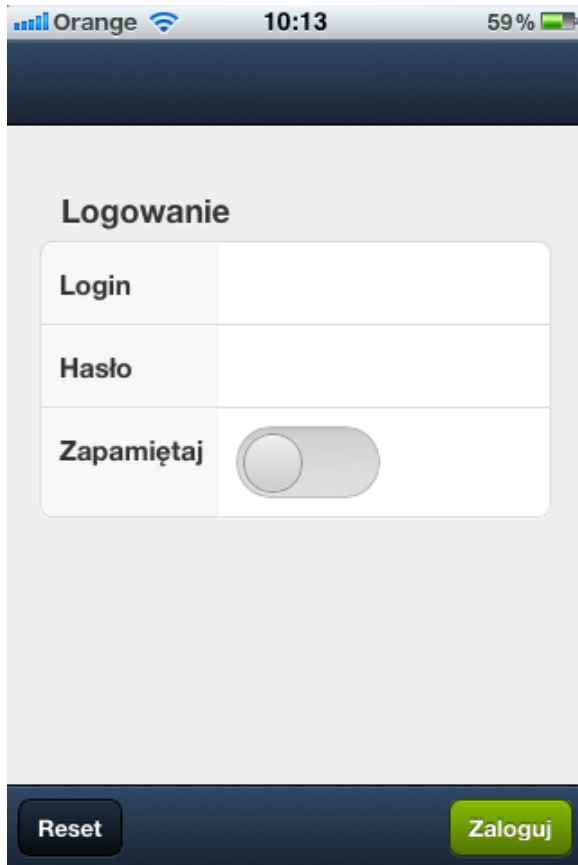 Orange 10:13 59%
Logowanie
Login
Hasło
Zapamiętaj
Reset Zaloguj